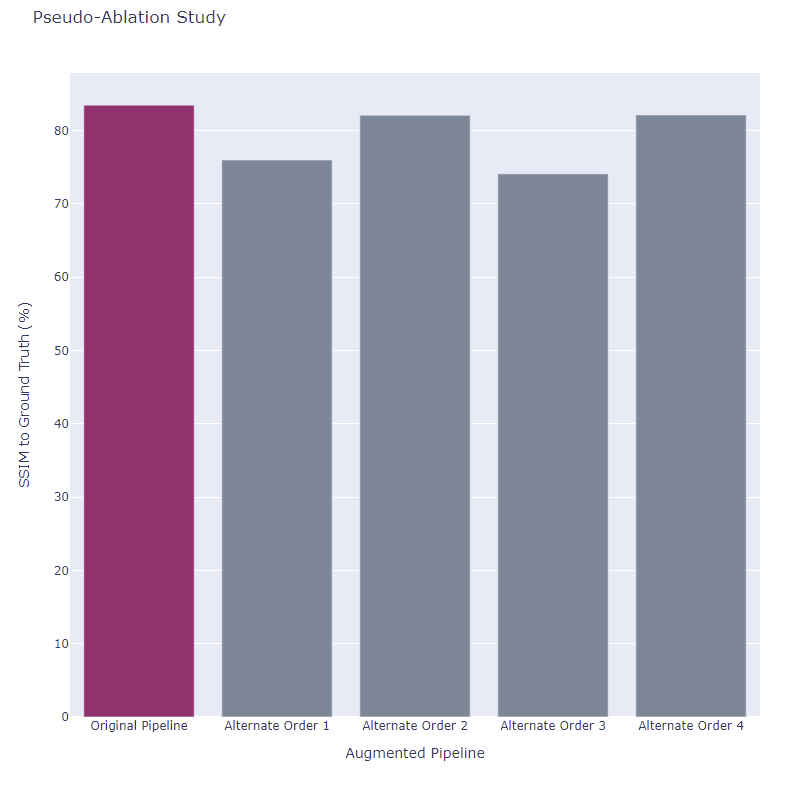 Pseudo-Ablation Study
SSIM to Ground Truth (%)
80
70
60
50
40
30
20
10
0
Original Pipeline
Alternate Order 1
Alternate Order 2
Alternate Order 3
Alternate Order 4
Augmented Pipeline